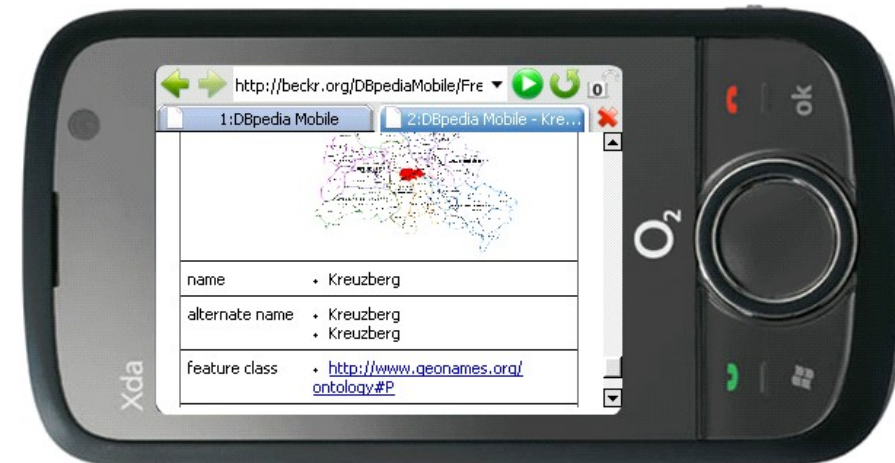 http://beckr.org/DBpediaMobile/Fre
0
1:DBpedia Mobile
2:DBpedia Mobile - Kre...
name
• Kreuzberg
alternate name
• Kreuzberg
• Kreuzberg
feature class
• http://www.geonames.org/
ontology#P
Xda
O2
ok